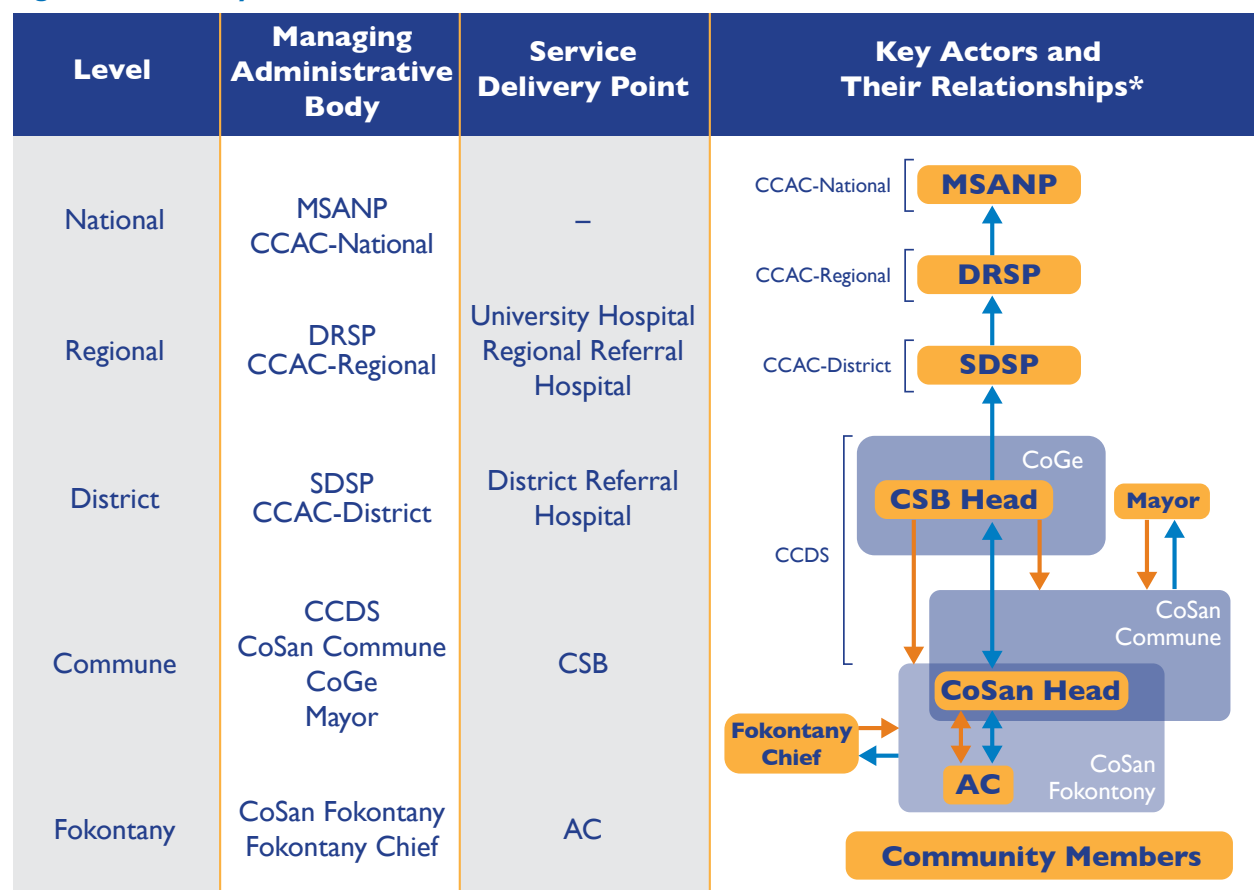 Level
Managing
Administrative
Body
Service
Delivery Point
Key Actors and
Their Relationships*
National
MSANP
CCAC-National
–
Regional
DRSP
CCAC-Regional
University Hospital
Regional Referral
Hospital
District
SDSP
CCAC-District
District Referral
Hospital
Commune
CCDS
CoSan Commune
CoGe
Mayor
CSB
Fokontany
CoSan Fokontany
Fokontany Chief
AC
CCAC-National
MSANP
CCAC-Regional
DRSP
CCAC-District
SDSP
CoGe
CSB Head
Mayor
CCDS
CoSan
Commune
CoSan Head
Fokontany
Chief
CoSan
Fokontony
AC
Community Members